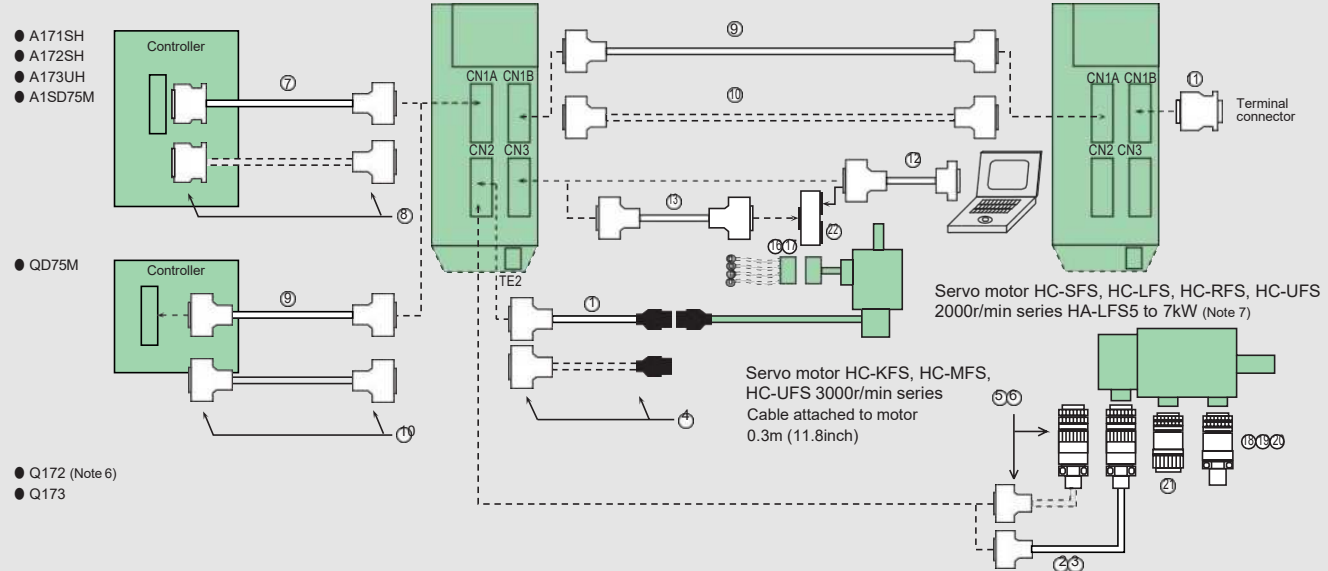 ● A171SH
● A172SH
● A173UH
● A1SD75M
Controller
⑦
⑧
CN1A CN1B
CN2 CN3
TE2
⑨
⑩
CN1A CN1B
CN2 CN3
⑪
Terminal
connector
⑫
⑬
㉒
⑯⑰
● QD75M
Controller
⑨
⑩
①
④
Servo motor HC-KFS, HC-MFS,
HC-UFS 3000r/min series
Cable attached to motor
0.3m (11.8inch)
Servo motor HC-SFS, HC-LFS, HC-RFS, HC-UFS
2000r/min series HA-LFS5 to 7kW (Note 7)
⑤⑥
⑱⑲⑳
㉑
②③
● Q172 (Note 6)
● Q173